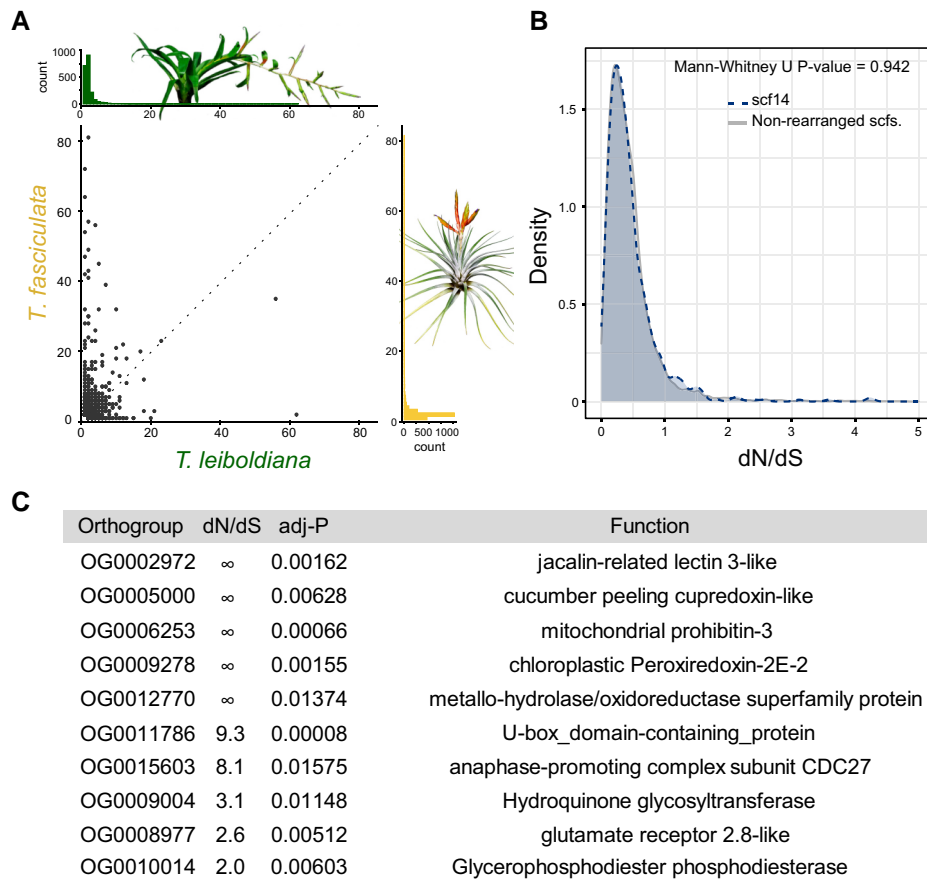 A
1000
500
0
count
0
20
40
60
80
80
60
40
20
0
T. fasciculata
0
20
40
60
80
T. leiboldiana
80
60
40
20
0
0 500 1000
count
B
Mann-Whitney U P-value = 0.942
scf14
Non-rearranged scfs.
1.5
1.0
0.5
0
Density
0 1 2 3 4 5
dN/dS
C
Orthogroup dN/dS adj-P Function
OG0002972 ∞ 0.00162 jacalin-related lectin 3-like
OG0005000 ∞ 0.00628 cucumber peeling cupredoxin-like
OG0006253 ∞ 0.00066 mitochondrial prohibitin-3
OG0009278 ∞ 0.00155 chloroplastic Peroxiredoxin-2E-2
OG0012770 ∞ 0.01374 metallo-hydrolase/oxidoreductase superfamily protein
OG0011786 9.3 0.00008 U-box_domain-containing_protein
OG0015603 8.1 0.01575 anaphase-promoting complex subunit CDC27
OG0009004 3.1 0.01148 Hydroquinone glycosyltransferase
OG0008977 2.6 0.00512 glutamate receptor 2.8-like
OG0010014 2.0 0.00603 Glycerophosphodiester phosphodiesterase